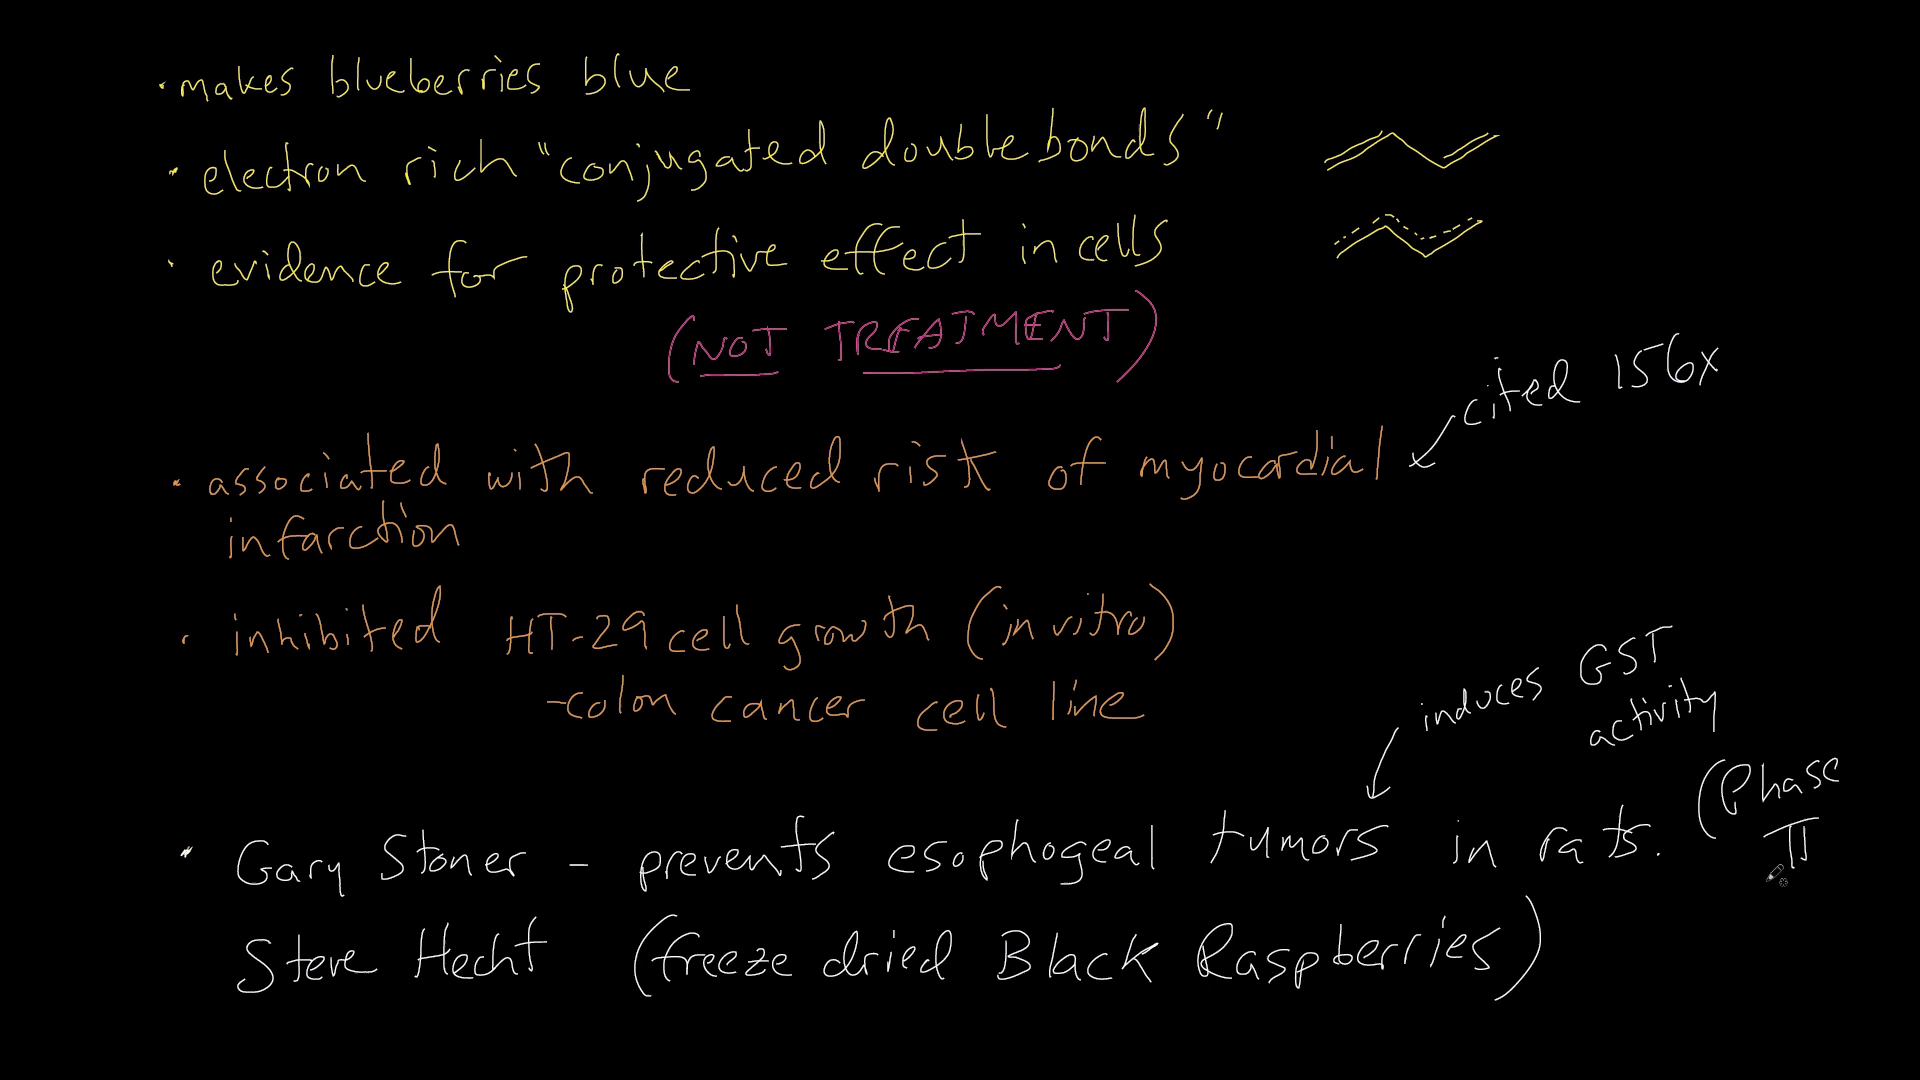 · makes blueberries blue
· electron rich "conjugated double bonds"
· evidence for protective effect in cells
(NOT TREATMENT)
cited 156x
· associated with reduced risk of myocardial
infarction
· inhibited HT-29 cell growth (in vitro)
-colon cancer cell line
induces GST
activity
(Phase
II
· Gary Stoner - prevents esophogeal tumors in rats.
Steve Hecht (freeze dried Black Raspberries)